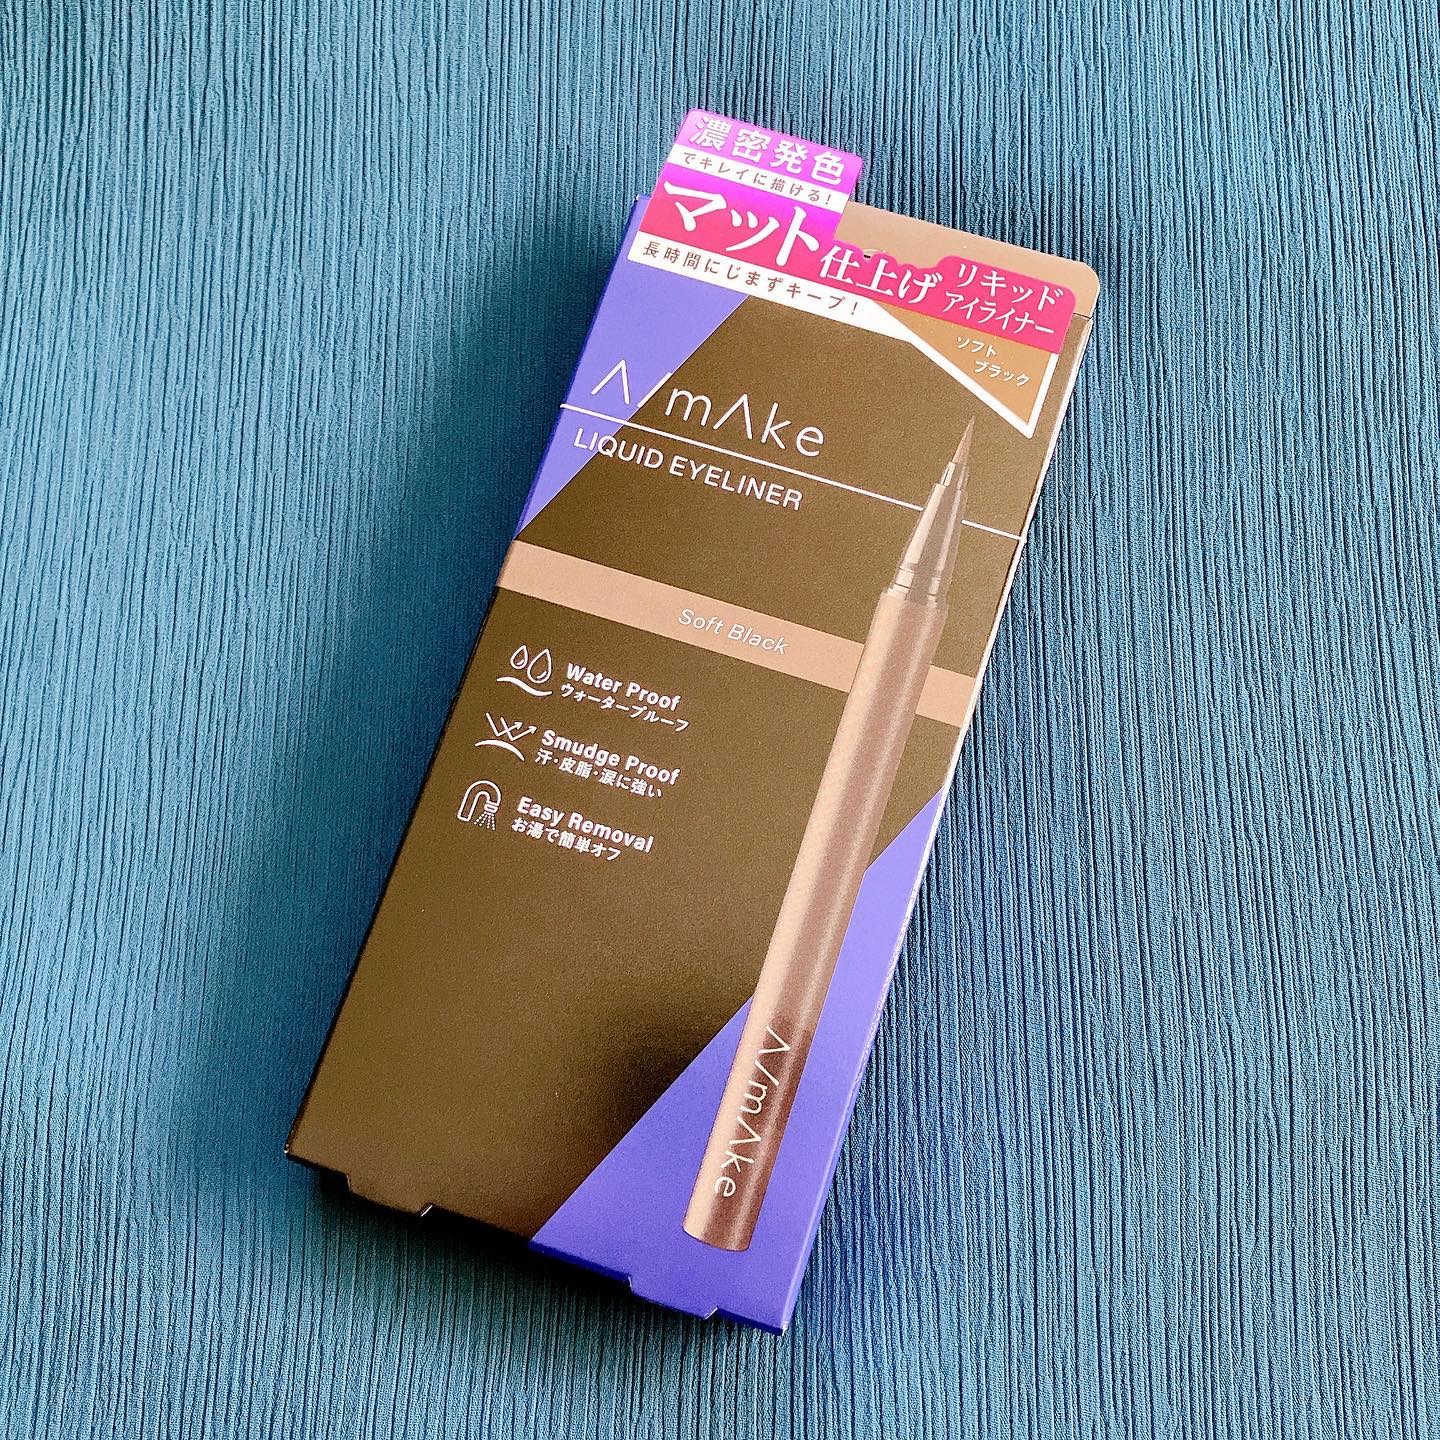 濃密発色
でキレイに描ける!
マット仕上げ
リキッド
アイライナー
長時間にじまずキープ!
ソフト
ブラック
A/mAke
LIQUID EYELINER
Soft Black
Water Proof
ウォータープルーフ
Smudge Proof
汗・皮脂・涙に強い
Easy Removal
お湯で簡単オフ
A/mAke